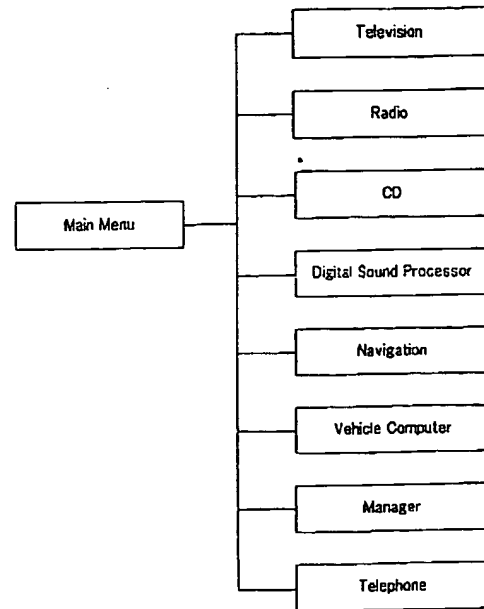 Television
Radio
CD
Main Menu
Digital Sound Processor
Navigation
Vehicle Computer
Manager
Telephone